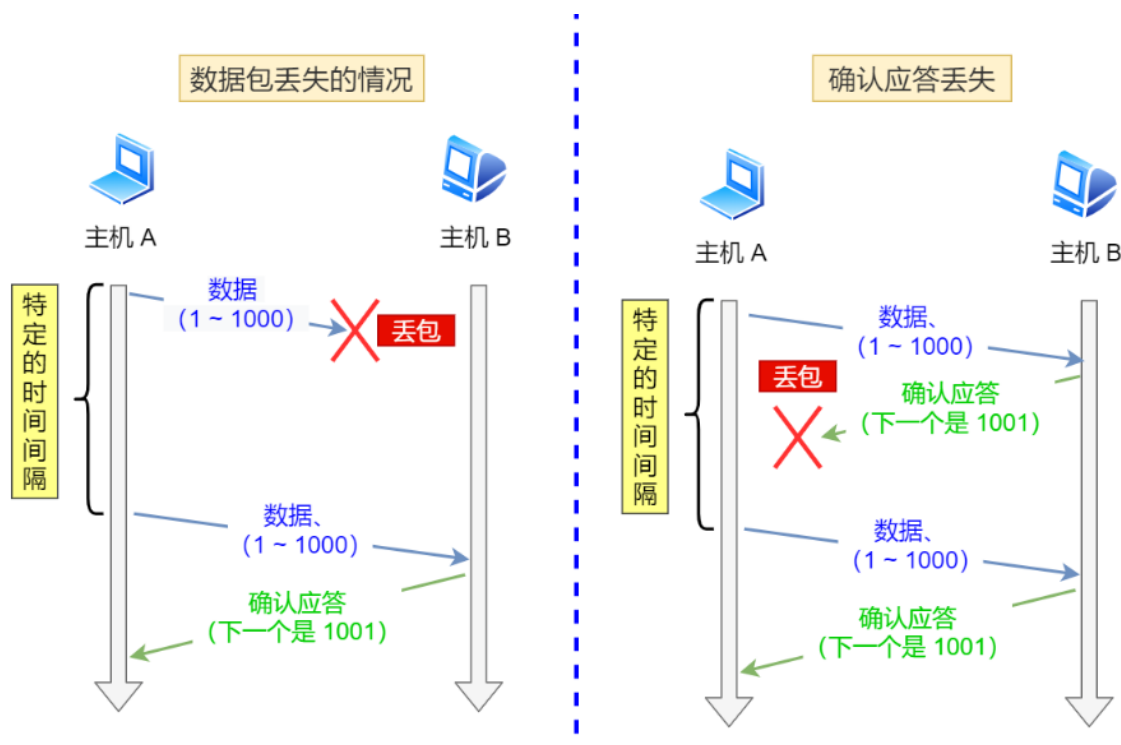 数据包丢失的情况
主机 A
主机 B
特定的时间间隔
数据
（1 ~ 1000）
丢包
数据、
（1 ~ 1000）
确认应答
（下一个是 1001）
确认应答丢失
主机 A
主机 B
特定的时间间隔
数据、
（1 ~ 1000）
丢包
确认应答
（下一个是 1001）
数据、
（1 ~ 1000）
确认应答
（下一个是 1001）